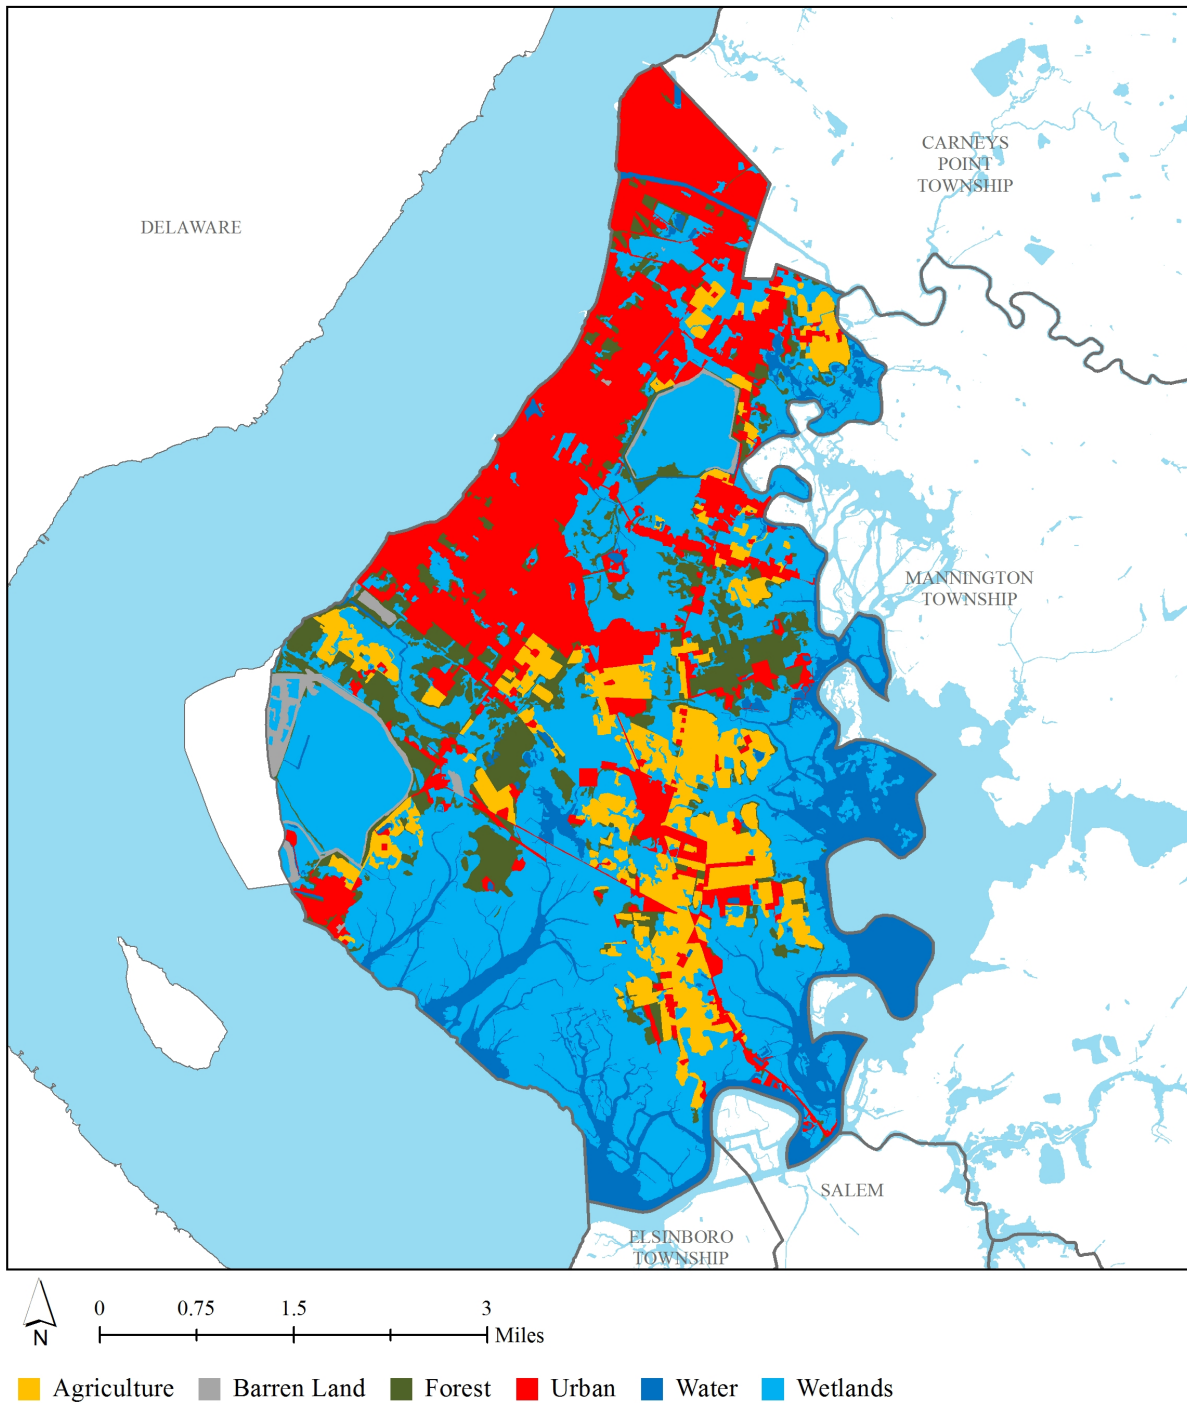 CARNEYS
POINT
TOWNSHIP
DELAWARE
MANNINGTON
TOWNSHIP
SALEM
ELSINBORO
TOWNSHIP
N
0 0.75 1.5 3
Miles
Agriculture Barren Land Forest Urban Water Wetlands